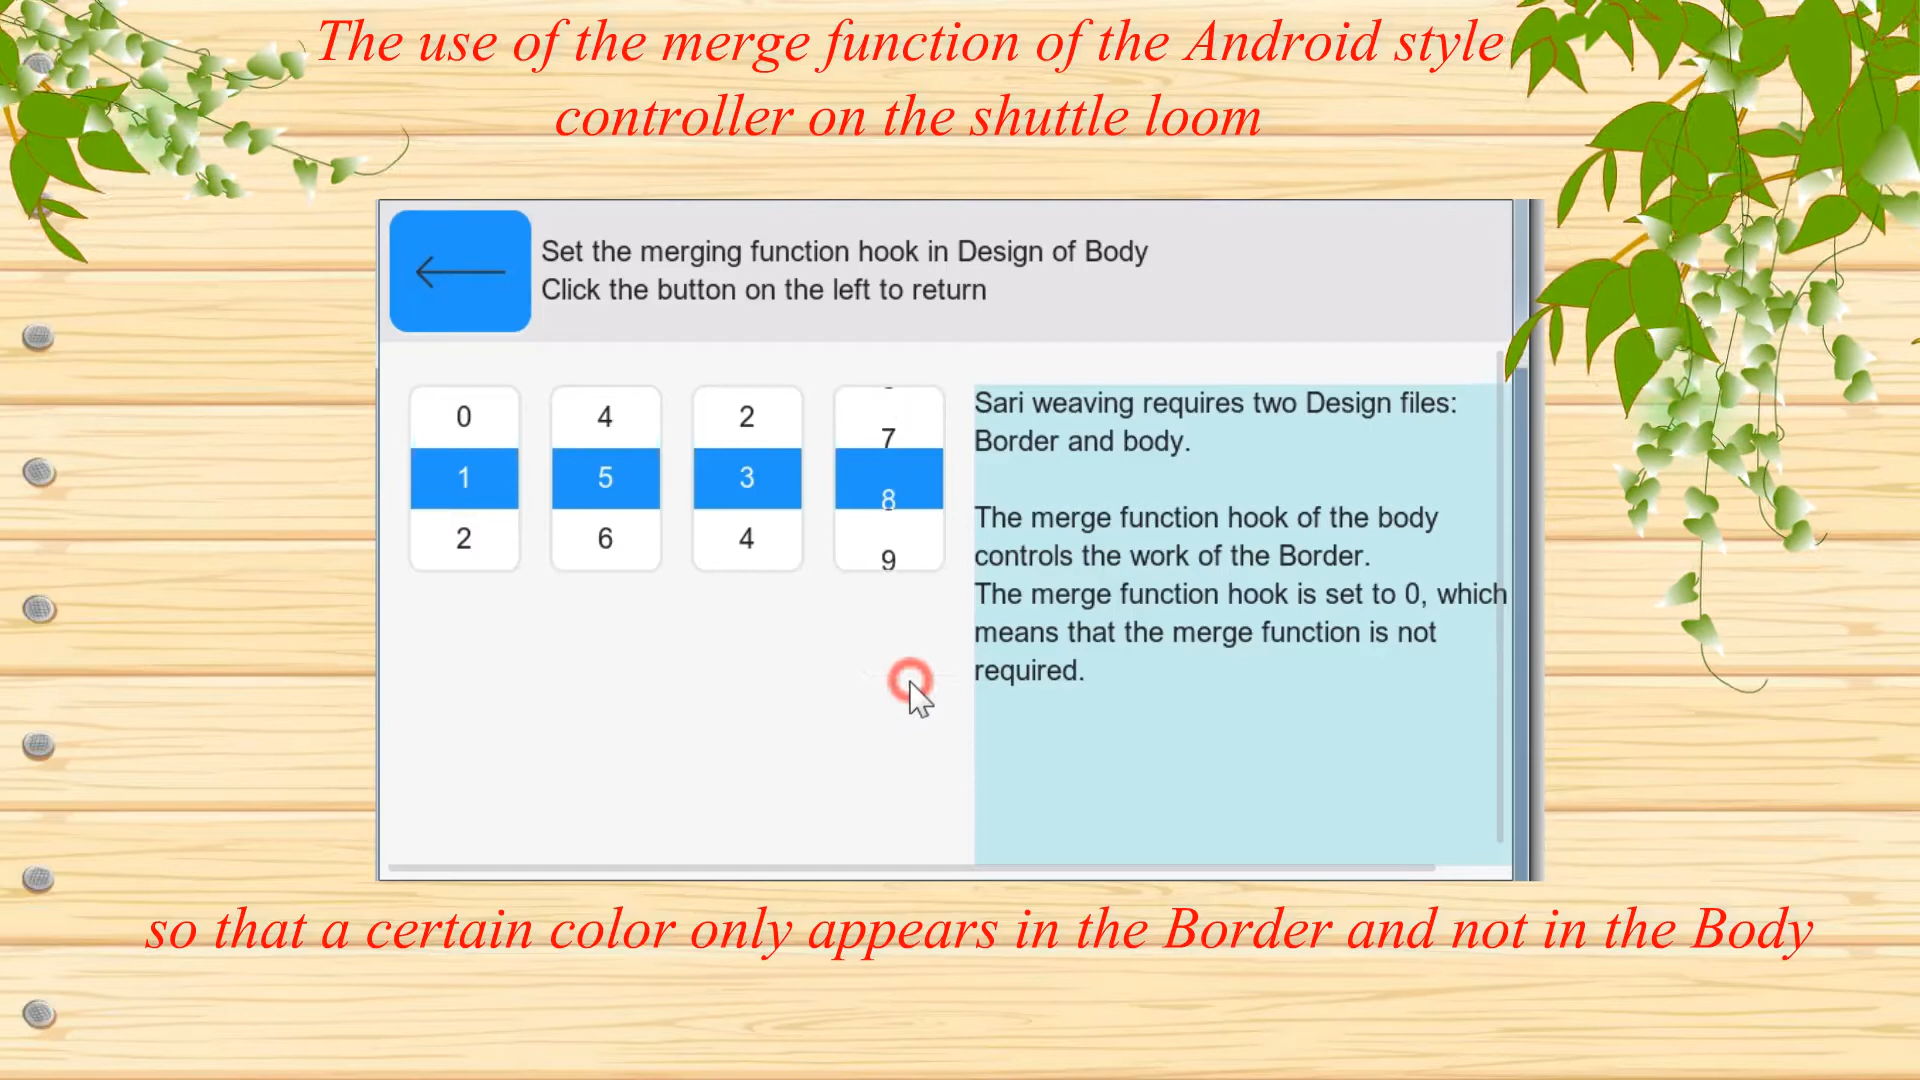 The use of the merge function of the Android style
controller on the shuttle loom
Set the merging function hook in Design of Body
Click the button on the left to return
0 4 2
7
1 5 3 8
2 6 4 9
Sari weaving requires two Design files:
Border and body.
The merge function hook of the body
controls the work of the Border.
The merge function hook is set to 0, which
means that the merge function is not
required.
so that a certain color only appears in the Border and not in the Body